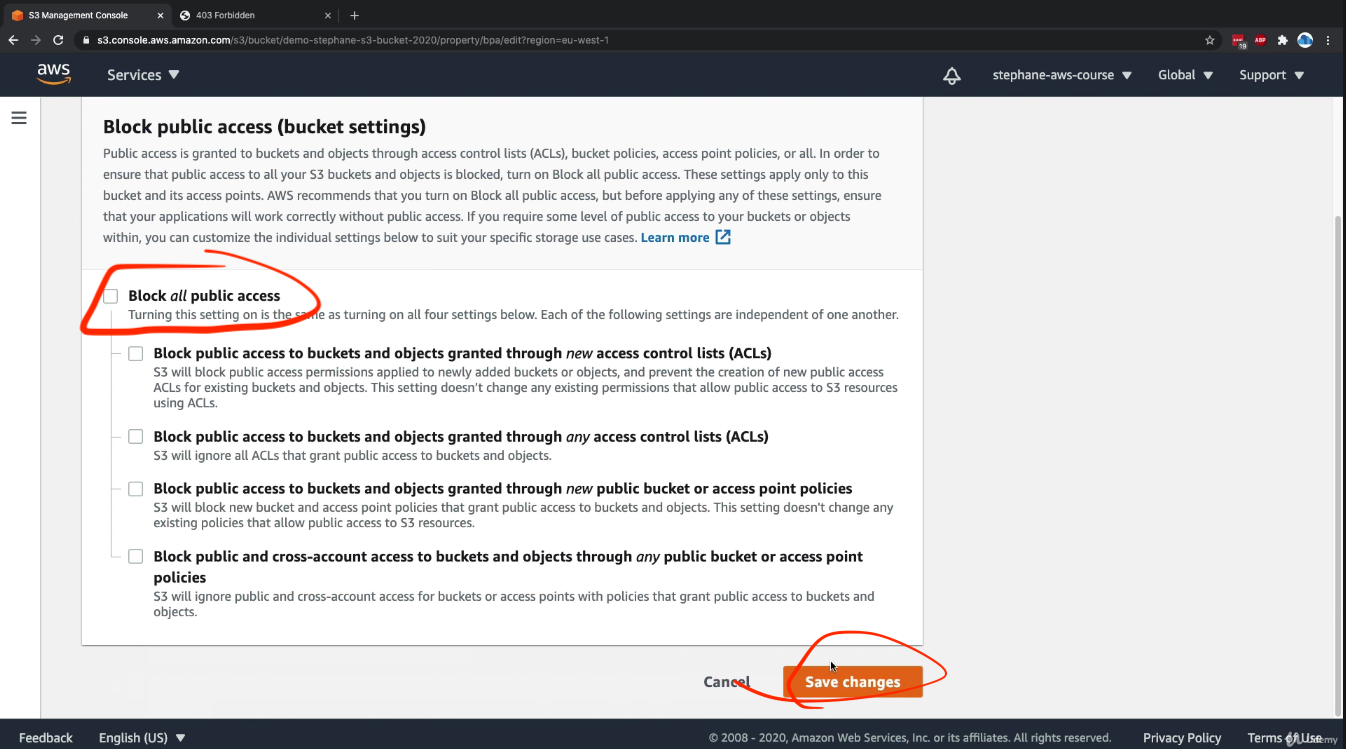 S3 Management Console
403 Forbidden
s3.console.aws.amazon.com/s3/bucket/demo-stephane-s3-bucket-2020/property/bpa/edit?region=eu-west-1
19
ABP
aws
Services
stephane-aws-course
Global
Support
Block public access (bucket settings)
Public access is granted to buckets and objects through access control lists (ACLs), bucket policies, access point policies, or all. In order to
ensure that public access to all your S3 buckets and objects is blocked, turn on Block all public access. These settings apply only to this
bucket and its access points. AWS recommends that you turn on Block all public access, but before applying any of these settings, ensure
that your applications will work correctly without public access. If you require some level of public access to your buckets or objects
within, you can customize the individual settings below to suit your specific storage use cases. Learn more
Block all public access
Turning this setting on is the same as turning on all four settings below. Each of the following settings are independent of one another.
Block public access to buckets and objects granted through new access control lists (ACLs)
S3 will block public access permissions applied to newly added buckets or objects, and prevent the creation of new public access
ACLs for existing buckets and objects. This setting doesn't change any existing permissions that allow public access to S3 resources
using ACLs.
Block public access to buckets and objects granted through any access control lists (ACLs)
S3 will ignore all ACLs that grant public access to buckets and objects.
Block public access to buckets and objects granted through new public bucket or access point policies
S3 will block new bucket and access point policies that grant public access to buckets and objects. This setting doesn't change any
existing policies that allow public access to S3 resources.
Block public and cross-account access to buckets and objects through any public bucket or access point
policies
S3 will ignore public and cross-account access for buckets or access points with policies that grant public access to buckets and
objects.
Cancel
Save changes
Feedback
English (US)
© 2008 - 2020, Amazon Web Services, Inc. or its affiliates. All rights reserved.
Privacy Policy
Terms of Use